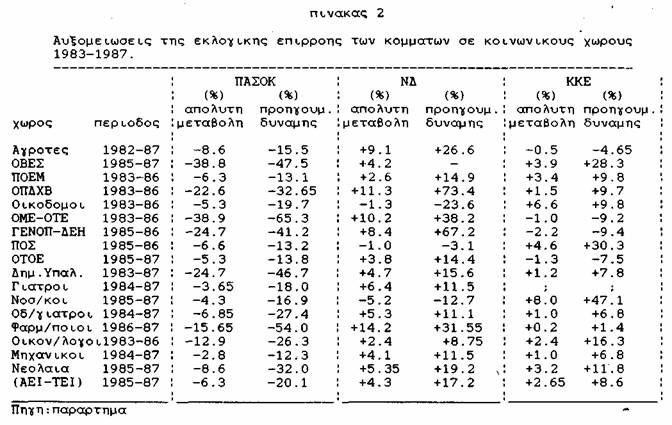 πινακας 2
Αυξομειωσεις της εκλογικης επιρροης των κομματων σε κοινωνικους χωρους
1983-1987.
ΠΑΣΟΚ ΝΔ ΚΚΕ
(%) (%) (%) (%) (%) (%)
απολυτη προηγουμ. απολυτη προηγουμ. απολυτη προηγουμ.
χωρος περιοδος μεταβολη δυναμης μεταβολη δυναμης μεταβολη δυναμης
Αγροτες 1982-87 -8.6 -15.5 +9.1 +26.6 -0.5 -4.65
ΟΒΕΣ 1985-87 -38.8 -47.5 +4.2 - +3.9 +28.3
ΠΟΕΜ 1983-86 -6.3 -13.1 +2.6 +14.9 +3.4 +9.8
ΟΠΔΧΒ 1983-86 -22.6 -32.65 +11.3 +73.4 +1.5 +9.7
Οικοδομοι 1983-86 -5.3 -19.7 -1.3 -23.6 +6.6 +9.8
ΟΜΕ-ΟΤΕ 1983-86 -38.9 -65.3 +10.2 +38.2 -1.0 -9.2
ΓΕΝΟΠ-ΔΕΗ 1985-86 -24.7 -41.2 +8.4 +67.2 -2.2 -9.4
ΠΟΣ 1985-86 -6.6 -13.2 -1.0 -3.1 +4.6 +30.3
ΟΤΟΕ 1985-87 -5.3 -13.8 +3.8 +14.4 -1.3 -7.5
Δημ.Υπαλ. 1983-87 -24.7 -46.7 +4.7 +15.6 +1.2 +7.8
Γιατροι 1984-87 -3.65 -18.0 +6.4 +11.5 ; ;
Νοσ/κοι 1985-87 -4.3 -16.9 -5.2 -12.7 +8.0 +47.1
Οδ/γιατροι 1984-87 -6.85 -27.4 +5.3 +11.1 +1.0 +6.8
Φαρμ/ποιοι 1986-87 -15.65 -54.0 +14.2 +31.55 +0.2 +1.4
Οικον/λογοι 1983-86 -12.9 -26.3 +2.4 +8.75 +2.4 +16.3
Μηχανικοι 1984-87 -2.8 -12.3 +4.1 +11.5 +1.0 +6.8
Νεολαια 1985-87 -8.6 -32.0 +5.35 +19.2 +3.2 +11.8
(ΑΕΙ-ΤΕΙ) 1985-87 -6.3 -20.1 +4.3 +17.2 +2.65 +8.6
Πηγη:παραρτημα